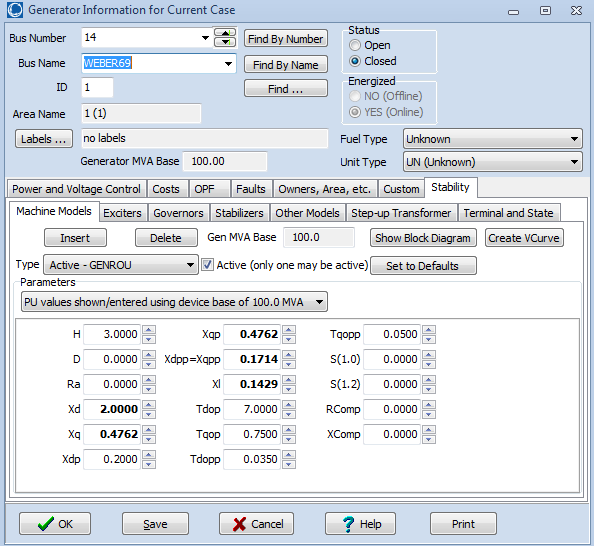 Generator Information for Current Case
Bus Number 14 Find By Number Status
Open
Bus Name WEBER69 Find By Name Closed
ID 1 Find ... Energized
NO (Offline)
Area Name 1 (1) YES (Online)
Labels ... no labels Fuel Type Unknown
Generator MVA Base 100.00 Unit Type UN (Unknown)
Power and Voltage Control Costs OPF Faults Owners, Area, etc. Custom Stability
Machine Models Exciters Governors Stabilizers Other Models Step-up Transformer Terminal and State
Insert Delete Gen MVA Base 100.0 Show Block Diagram Create VCurve
Type Active - GENROU Active (only one may be active) Set to Defaults
Parameters
PU values shown/entered using device base of 100.0 MVA
H 3.0000 Xqp 0.4762 Tqopp 0.0500
D 0.0000 Xdpp=Xqpp 0.1714 S(1.0) 0.0000
Ra 0.0000 Xl 0.1429 S(1.2) 0.0000
Xd 2.0000 Tdop 7.0000 RComp 0.0000
Xq 0.4762 Tqop 0.7500 XComp 0.0000
Xdp 0.2000 Tdopp 0.0350
OK Save Cancel ? Help Print